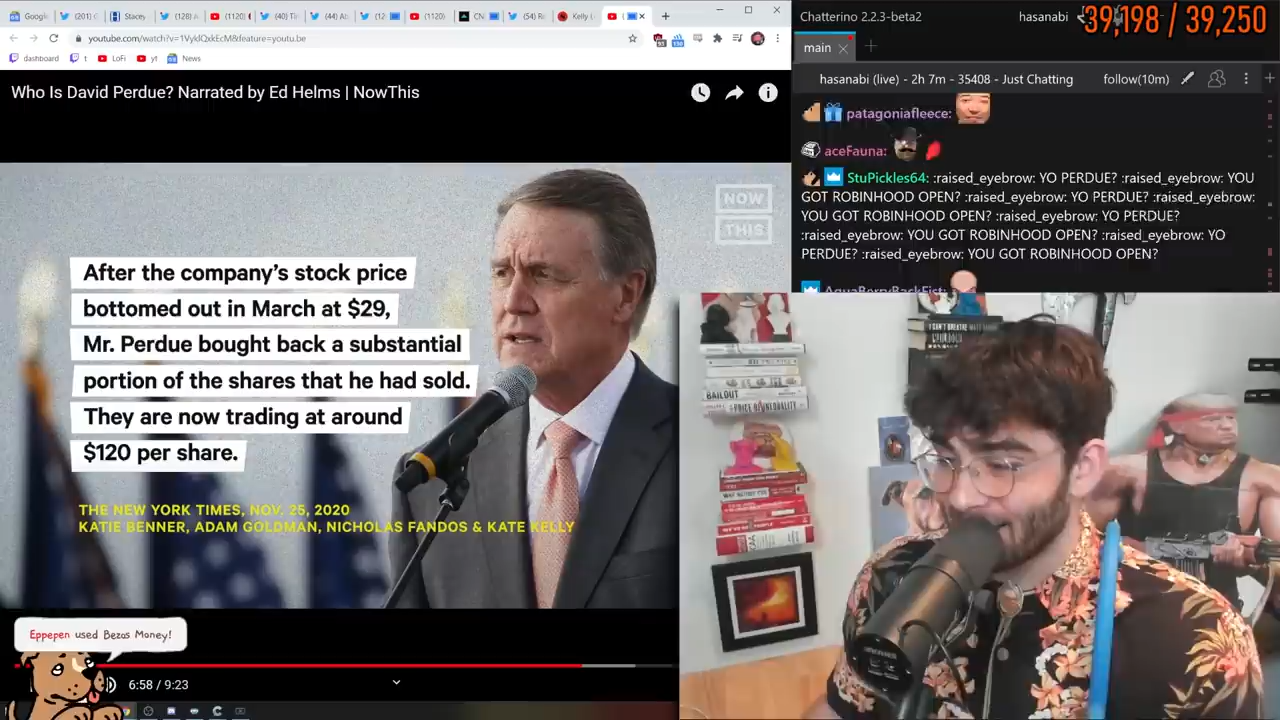 youtube.com/watch?v=1VykIQxkEcM&feature=youtu.be
dashboard
t
LoFi
yt
News
Who Is David Perdue? Narrated by Ed Helms | NowThis
NOW
THIS
After the company's stock price
bottomed out in March at $29,
Mr. Perdue bought back a substantial
portion of the shares that he had sold.
They are now trading at around
$120 per share.
THE NEW YORK TIMES, NOV. 25, 2020
KATIE BENNER, ADAM GOLDMAN, NICHOLAS FANDOS & KATE KELLY
Eppepen used Bezos Money!
6:58 / 9:23
Chatterino 2.2.3-beta2
hasanabi
39,198 / 39,250
main
hasanabi (live) - 2h 7m - 35408 - Just Chatting
follow(10m)
patagoniafleece:
aceFauna:
StuPickles64: :raised_eyebrow: YO PERDUE? :raised_eyebrow: YOU
GOT ROBINHOOD OPEN? :raised_eyebrow: YO PERDUE? :raised_eyebrow:
YOU GOT ROBINHOOD OPEN? :raised_eyebrow: YO PERDUE?
:raised_eyebrow: YOU GOT ROBINHOOD OPEN? :raised_eyebrow: YO
PERDUE? :raised_eyebrow: YOU GOT ROBINHOOD OPEN?
AquaBerryBackFist:
BAILOUT